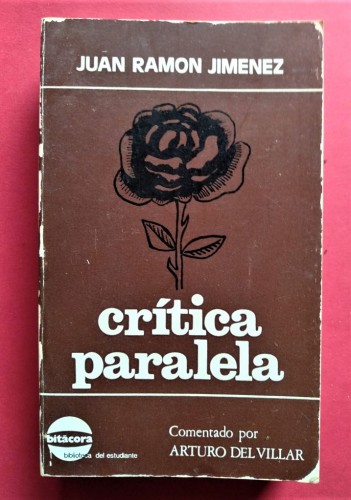 JUAN RAMON JIMENEZ
crítica
paralela
bitácora
biblioteca del estudiante
Comentado por
ARTURO DEL VILLAR